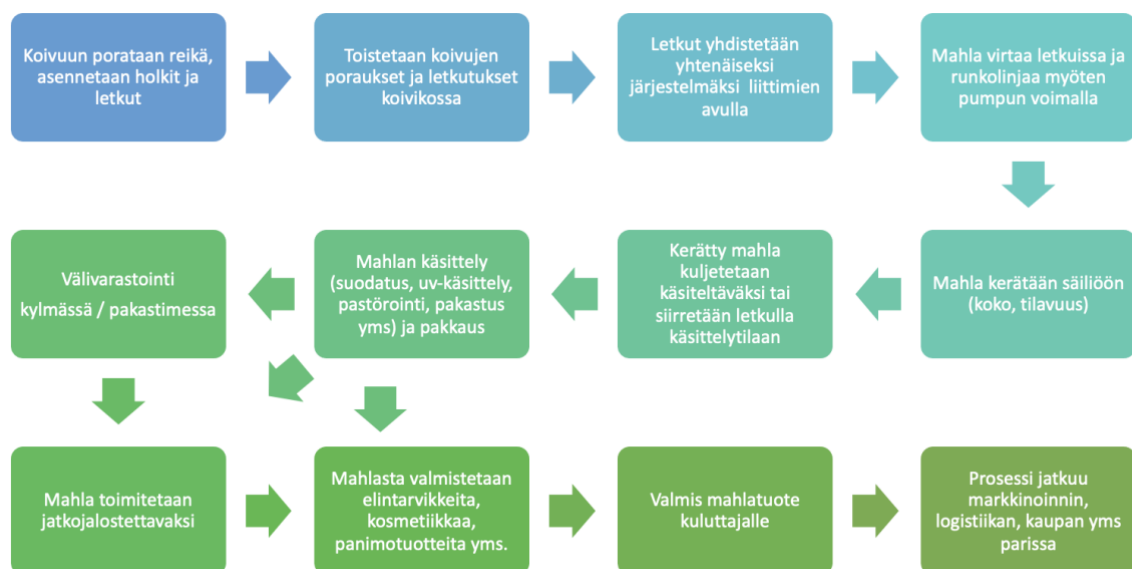 Koivuun porataan reikä,
asennetaan holkit ja
letkut
Toistetaan koivujen
poraukset ja letkutukset
koivikossa
Letkut yhdistetään
yhtenäiseksi
järjestelmäksi liittimien
avulla
Mahla virtaa letkuissa ja
runkolinjaa myöten
pumpun voimalla
Mahla kerätään säiliöön
(koko, tilavuus)
Kerätty mahla
kuljetetaan
käsiteltäväksi tai
siirretään letkulla
käsittelytilaan
Mahlan käsittely
(suodatus, uv-käsittely,
pastörointi, pakastus
yms) ja pakkaus
Välivarastointi
kylmässä / pakastimessa
Mahla toimitetaan
jatkojalostettavaksi
Mahlasta valmistetaan
elintarvikkeita,
kosmetiikkaa,
panimotuotteita yms.
Valmis mahlatuote
kuluttajalle
Prosessi jatkuu
markkinoinnin,
logistiikan, kaupan yms
parissa